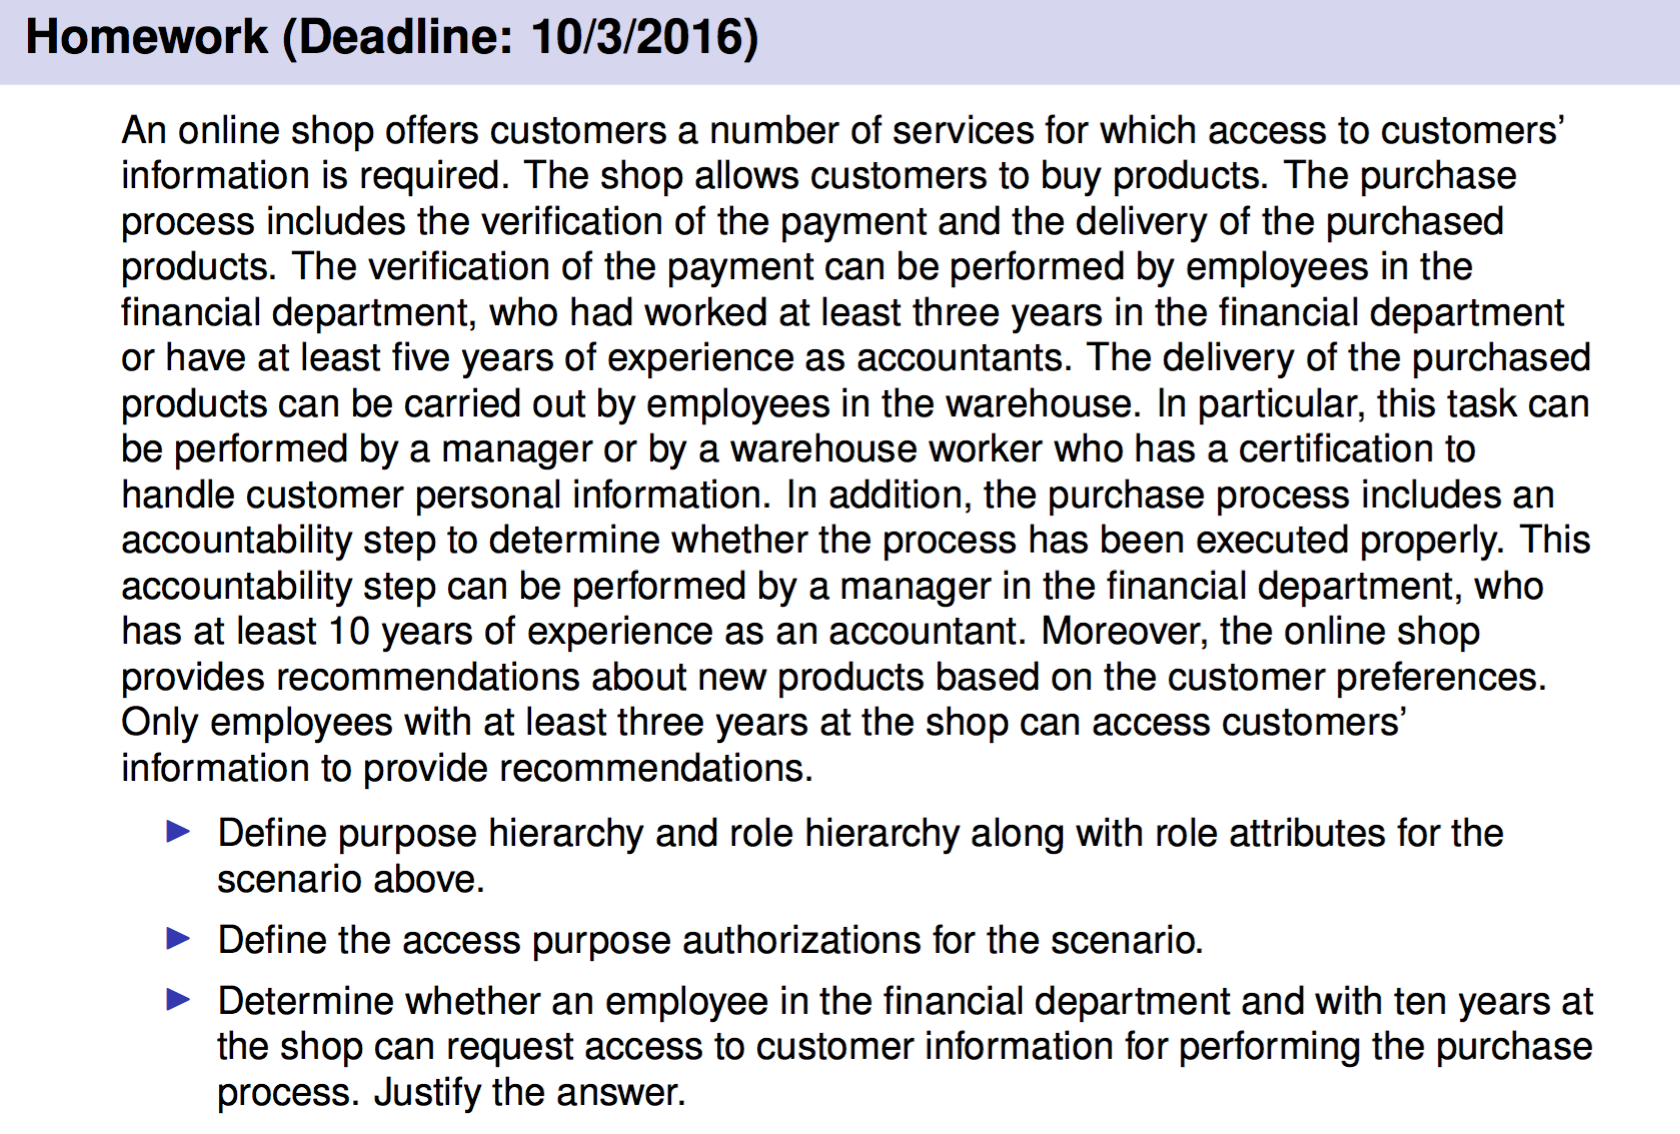 Homework (Deadline: 10/3/2016)
An online shop offers customers a number of services for which access to customers’
information is required. The shop allows customers to buy products. The purchase
process includes the verification of the payment and the delivery of the purchased
products. The verification of the payment can be performed by employees in the
financial department, who had worked at least three years in the financial department
or have at least five years of experience as accountants. The delivery of the purchased
products can be carried out by employees in the warehouse. In particular, this task can
be performed by a manager or by a warehouse worker who has a certification to
handle customer personal information. In addition, the purchase process includes an
accountability step to determine whether the process has been executed properly. This
accountability step can be performed by a manager in the financial department, who
has at least 10 years of experience as an accountant. Moreover, the online shop
provides recommendations about new products based on the customer preferences.
Only employees with at least three years at the shop can access customers’
information to provide recommendations.
Define purpose hierarchy and role hierarchy along with role attributes for the
scenario above.
Define the access purpose authorizations for the scenario.
Determine whether an employee in the financial department and with ten years at
the shop can request access to customer information for performing the purchase
process. Justify the answer.